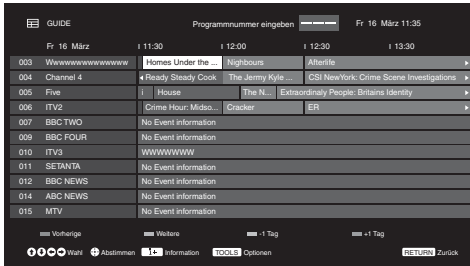 GUIDE Programmnummer eingeben Fr 16 März 11:35
Fr 16 März 11:30 12:00 12:30 13:30
003 Wwwwwwwwwwwwww Homes Under the ... Nighbours Afterlife
004 Channel 4 Ready Steady Cook The Jermy Kyle ... CSI NewYork: Crime Scene Investigations
005 Five i House The N... Extraordinaly People: Britains Identity
006 ITV2 Crime Hour: Midso... Cracker ER
007 BBC TWO No Event information
009 BBC FOUR No Event information
010 ITV3 WWWWWWW
011 SETANTA No Event information
012 BBC NEWS No Event information
014 ABC NEWS No Event information
015 MTV No Event information
Vorherige Weitere -1 Tag +1 Tag
Wahl Abstimmen Information TOOLS Optionen RETURN Zurück